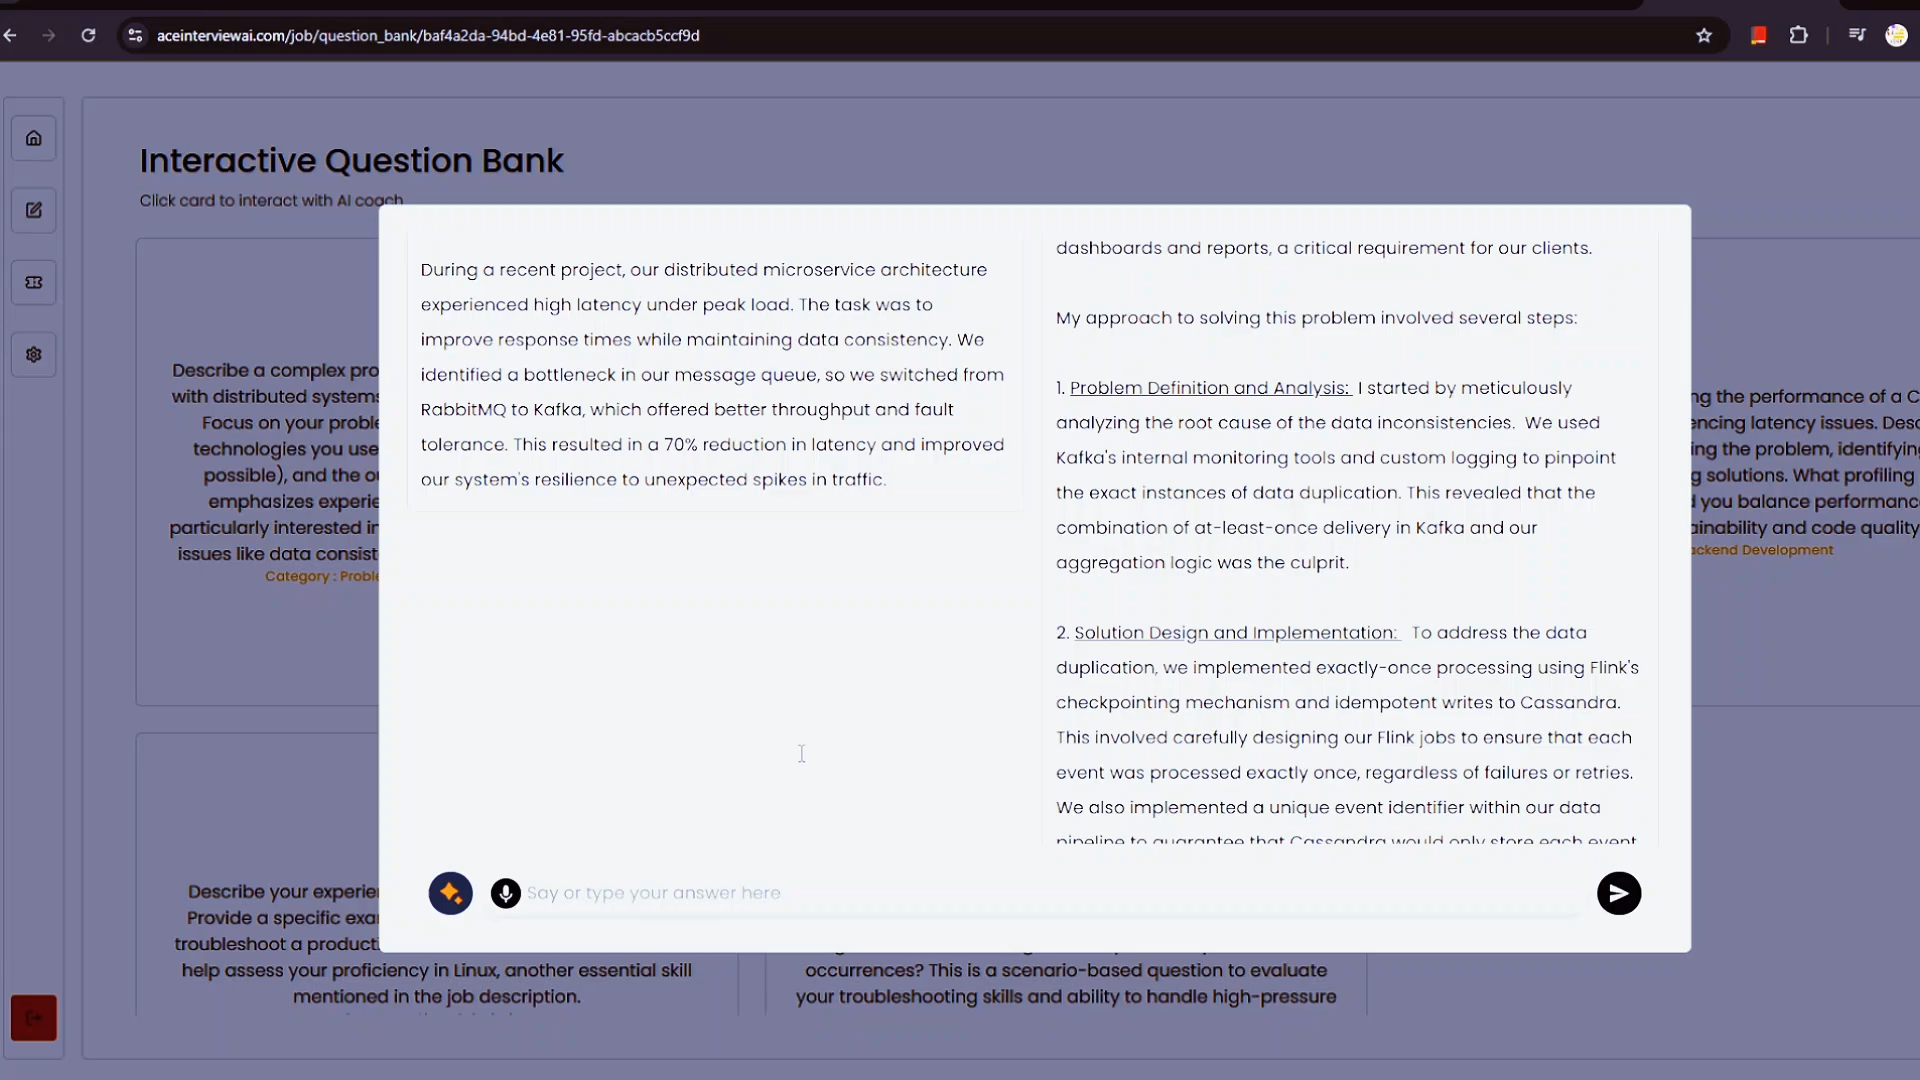 aceinterviewai.com/job/question_bank/baf4a2da-94bd-4e81-95fd-abcacb5ccf9d
Interactive Question Bank
Click card to interact with AI coach
Describe a complex
with distributed systems
Focus on your
technologies you use
possible), and the
emphasizes
particularly interested in
issues like data
Category :
During a recent project, our distributed microservice architecture
experienced high latency under peak load. The task was to
improve response times while maintaining data consistency. We
identified a bottleneck in our message queue, so we switched from
RabbitMQ to Kafka, which offered better throughput and fault
tolerance. This resulted in a 70% reduction in latency and improved
our system's resilience to unexpected spikes in traffic.
dashboards and reports, a critical requirement for our clients.
My approach to solving this problem involved several steps:
1. Problem Definition and Analysis: I started by meticulously
analyzing the root cause of the data inconsistencies. We used
Kafka's internal monitoring tools and custom logging to pinpoint
the exact instances of data duplication. This revealed that the
combination of at-least-once delivery in Kafka and our
aggregation logic was the culprit.
2. Solution Design and Implementation: To address the data
duplication, we implemented exactly-once processing using Flink's
checkpointing mechanism and idempotent writes to Cassandra.
This involved carefully designing our Flink jobs to ensure that each
event was processed exactly once, regardless of failures or retries.
We also implemented a unique event identifier within our data
pipeline to guarantee that Cassandra would only store each event
the performance of a
latency issues.
the problem, identifying
solutions. What profiling
you balance performance
and code quality
Development
Say or type your answer here
Describe your
Provide a specific
troubleshoot a
help assess your proficiency in Linux, another essential skill
mentioned in the job description.
occurrences? This is a scenario-based question to evaluate
your troubleshooting skills and ability to handle high-pressure